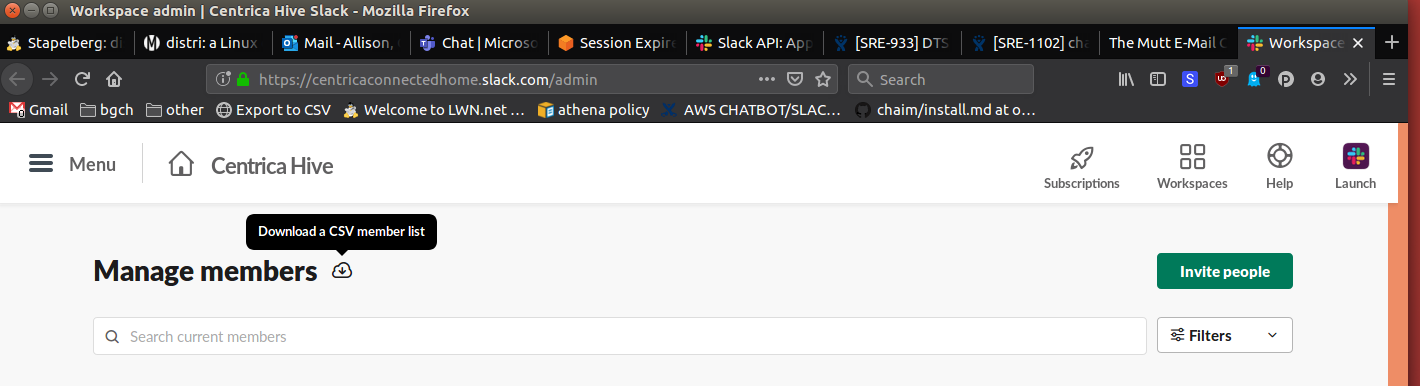 Workspace admin | Centrica Hive Slack - Mozilla Firefox
Stapelberg: di distri: a Linux Mail - Allison, Chat | Microso Session Expire Slack API: App [SRE-933] DTS [SRE-1102] cha The Mutt E-Mail C Workspace
https://centricaconnectedhome.slack.com/admin Search S 1 0
Gmail bgch other Export to CSV Welcome to LWN.net ... athena policy AWS CHATBOT/SLAC... chaim/install.md at o...
Menu Centrica Hive Subscriptions Workspaces Help Launch
Download a CSV member list
Manage members Invite people
Search current members Filters